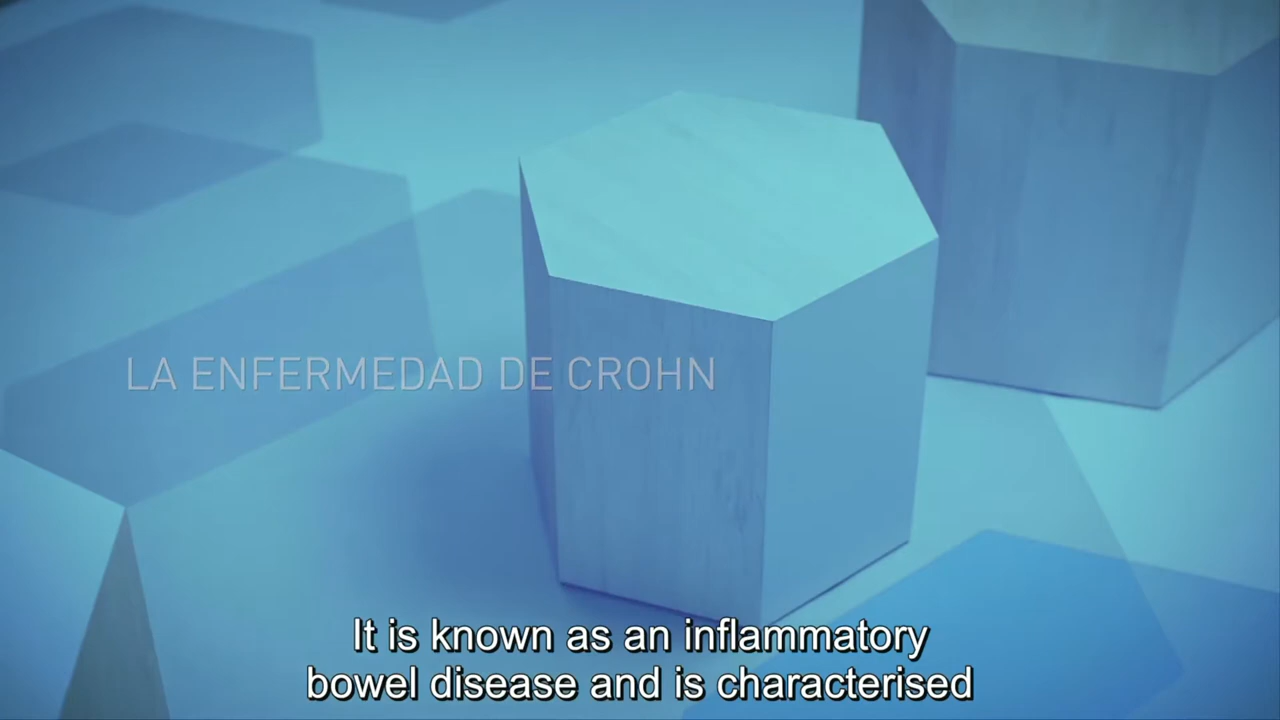 LA ENFERMEDAD DE CROHN
It is known as an inflammatory
bowel disease and is characterised